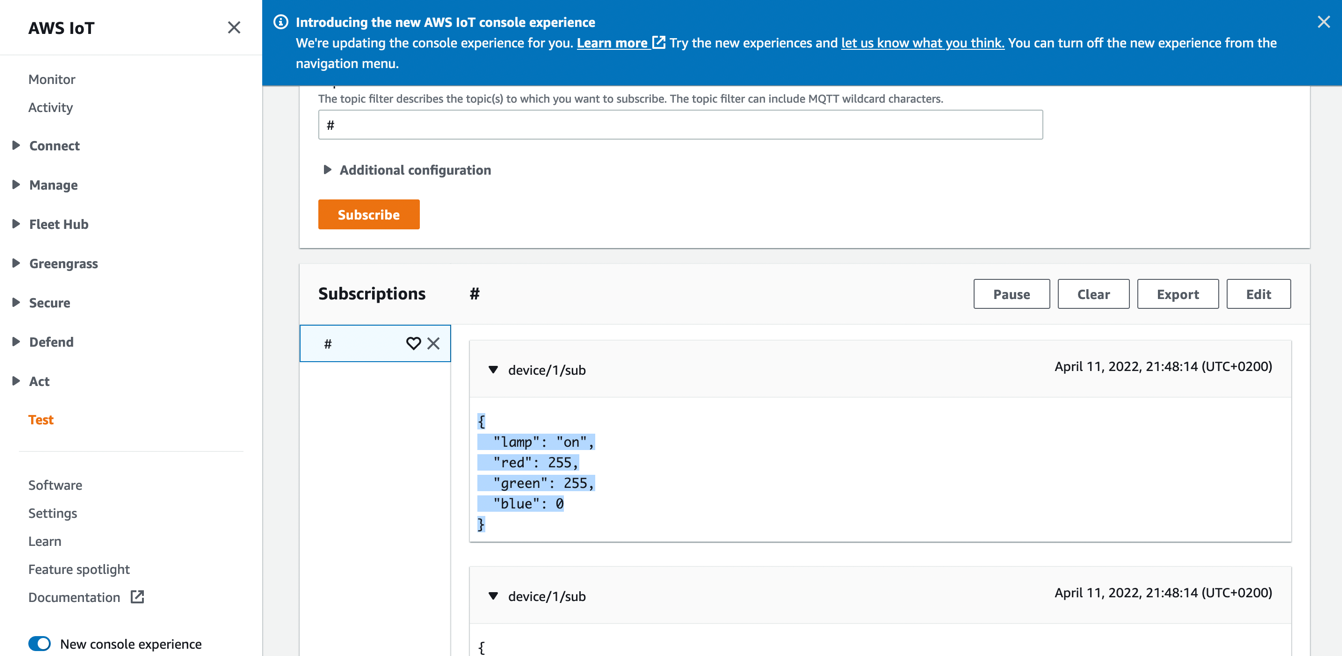 AWS IoT
Monitor
Activity
Connect
Manage
Fleet Hub
Greengrass
Secure
Defend
Act
Test
Software
Settings
Learn
Feature spotlight
Documentation
New console experience
Introducing the new AWS IoT console experience
We're updating the console experience for you. Learn more Try the new experiences and let us know what you think. You can turn off the new experience from the
navigation menu.
The topic filter describes the topic(s) to which you want to subscribe. The topic filter can include MQTT wildcard characters.
#
Additional configuration
Subscribe
Subscriptions
#
Pause
Clear
Export
Edit
#
device/1/sub
April 11, 2022, 21:48:14 (UTC+0200)
{
"lamp": "on",
"red": 255,
"green": 255,
"blue": 0
}
device/1/sub
April 11, 2022, 21:48:14 (UTC+0200)
{